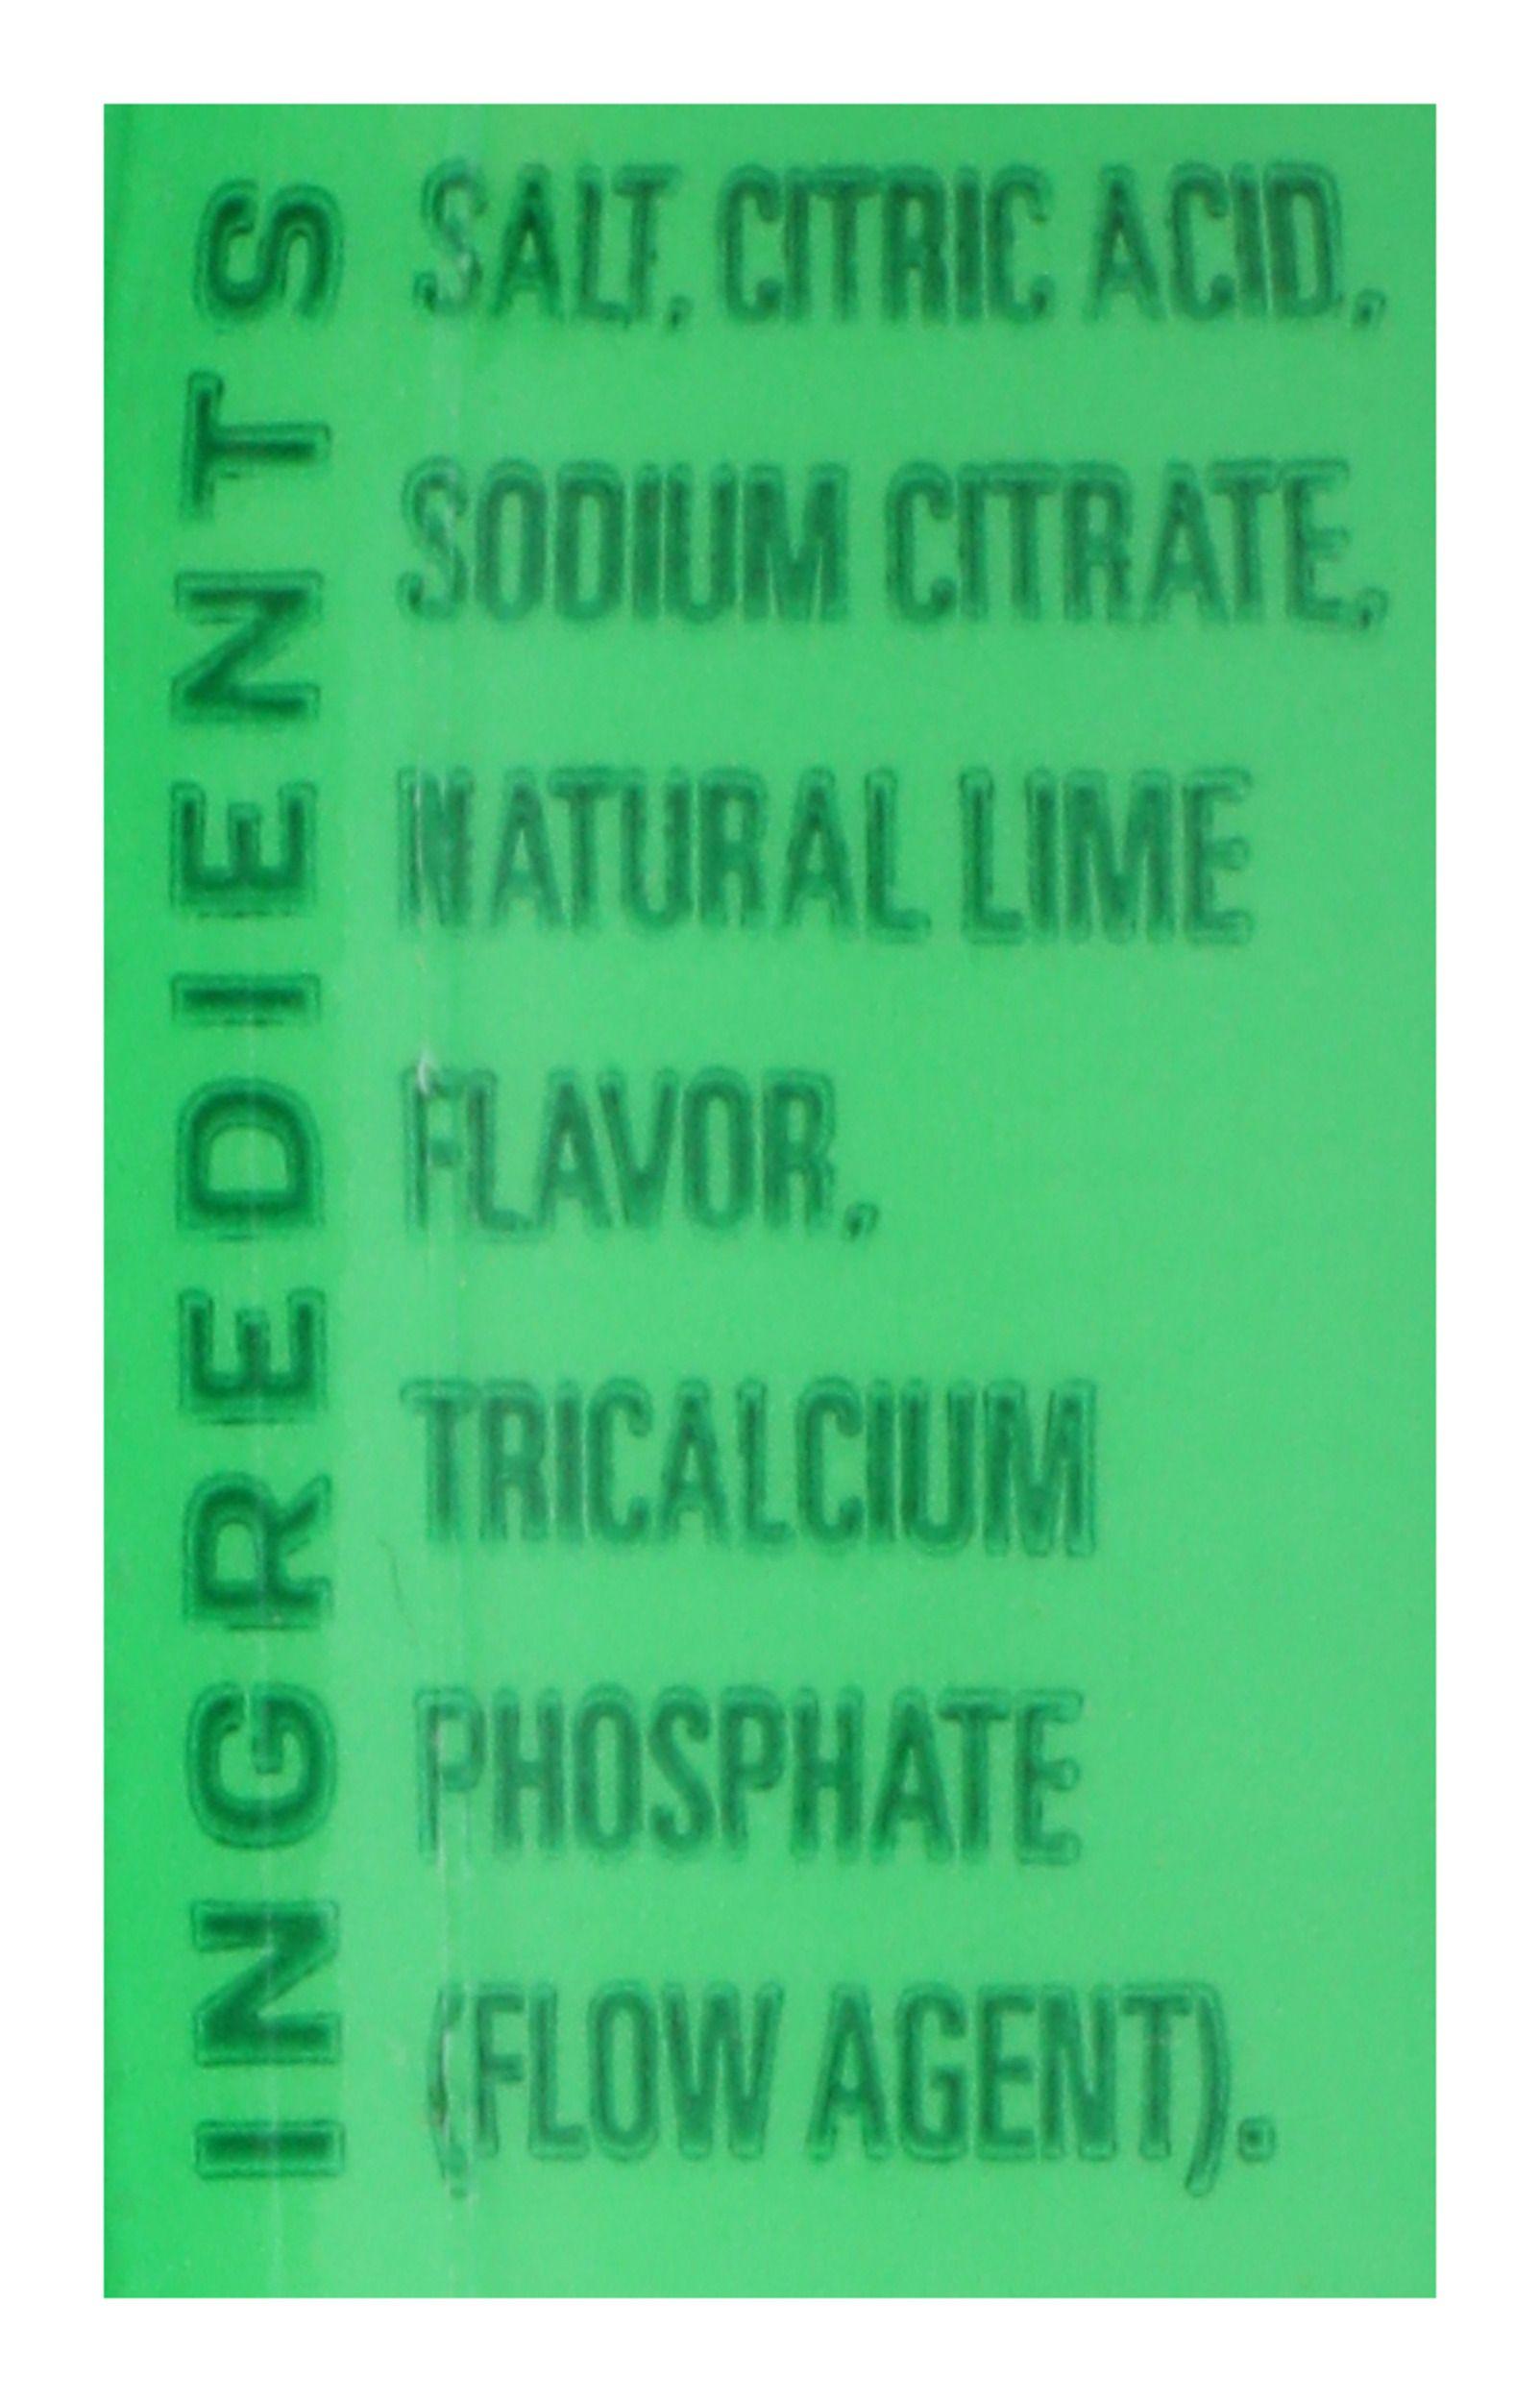 INGREDIENTS
SALT, CITRIC ACID,
SODIUM CITRATE,
NATURAL LIME
FLAVOR,
TRICALCIUM
PHOSPHATE
(FLOW AGENT).